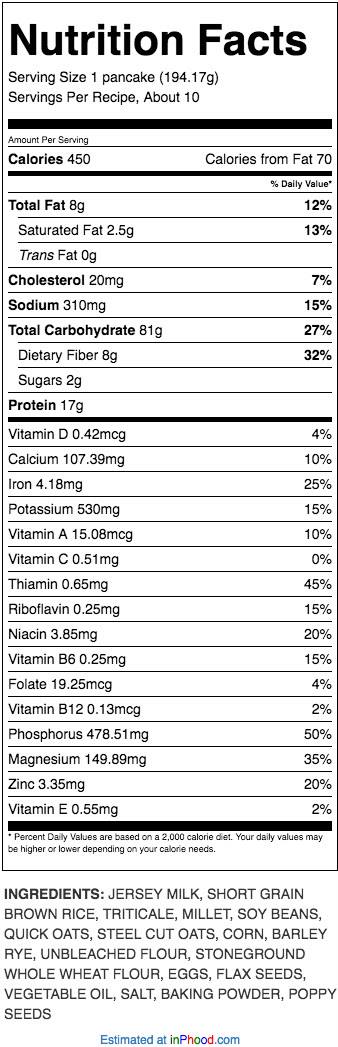 Nutrition Facts
Serving Size 1 pancake (194.17g)
Servings Per Recipe, About 10
Amount Per Serving
Calories 450 Calories from Fat 70
% Daily Value*
Total Fat 8g 12%
Saturated Fat 2.5g 13%
Trans Fat 0g
Cholesterol 20mg 7%
Sodium 310mg 15%
Total Carbohydrate 81g 27%
Dietary Fiber 8g 32%
Sugars 2g
Protein 17g
Vitamin D 0.42mcg 4%
Calcium 107.39mg 10%
Iron 4.18mg 25%
Potassium 530mg 15%
Vitamin A 15.08mcg 10%
Vitamin C 0.51mg 0%
Thiamin 0.65mg 45%
Riboflavin 0.25mg 15%
Niacin 3.85mg 20%
Vitamin B6 0.25mg 15%
Folate 19.25mcg 4%
Vitamin B12 0.13mcg 2%
Phosphorus 478.51mg 50%
Magnesium 149.89mg 35%
Zinc 3.35mg 20%
Vitamin E 0.55mg 2%
* Percent Daily Values are based on a 2,000 calorie diet. Your daily values may
be higher or lower depending on your calorie needs.
INGREDIENTS: JERSEY MILK, SHORT GRAIN
BROWN RICE, TRITICALE, MILLET, SOY BEANS,
QUICK OATS, STEEL CUT OATS, CORN, BARLEY
RYE, UNBLEACHED FLOUR, STONEGROUND
WHOLE WHEAT FLOUR, EGGS, FLAX SEEDS,
VEGETABLE OIL, SALT, BAKING POWDER, POPPY
SEEDS
Estimated at inPhood.com